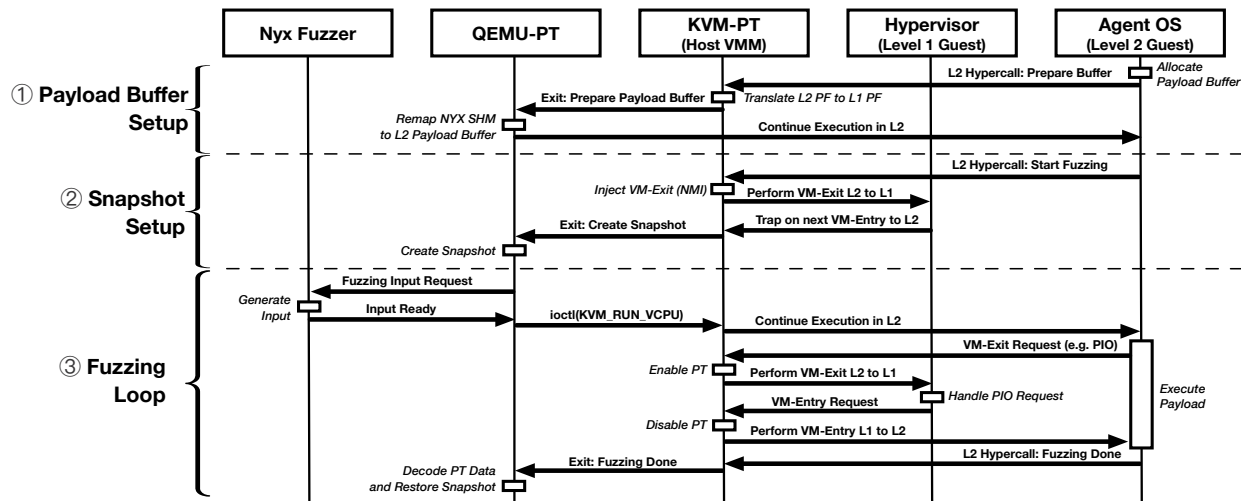 Nyx Fuzzer
QEMU-PT
KVM-PT
(Host VMM)
Hypervisor
(Level 1 Guest)
Agent OS
(Level 2 Guest)
① Payload Buffer
Setup
L2 Hypercall: Prepare Buffer
Allocate
Payload Buffer
Exit: Prepare Payload Buffer
Translate L2 PF to L1 PF
Remap NYX SHM
to L2 Payload Buffer
Continue Execution in L2
② Snapshot
Setup
L2 Hypercall: Start Fuzzing
Inject VM-Exit (NMI)
Perform VM-Exit L2 to L1
Trap on next VM-Entry to L2
Exit: Create Snapshot
Create Snapshot
③ Fuzzing
Loop
Fuzzing Input Request
Generate
Input
Input Ready
ioctl(KVM_RUN_VCPU)
Continue Execution in L2
VM-Exit Request (e.g. PIO)
Enable PT
Perform VM-Exit L2 to L1
Handle PIO Request
Execute
Payload
VM-Entry Request
Disable PT
Perform VM-Entry L1 to L2
L2 Hypercall: Fuzzing Done
Exit: Fuzzing Done
Decode PT Data
and Restore Snapshot